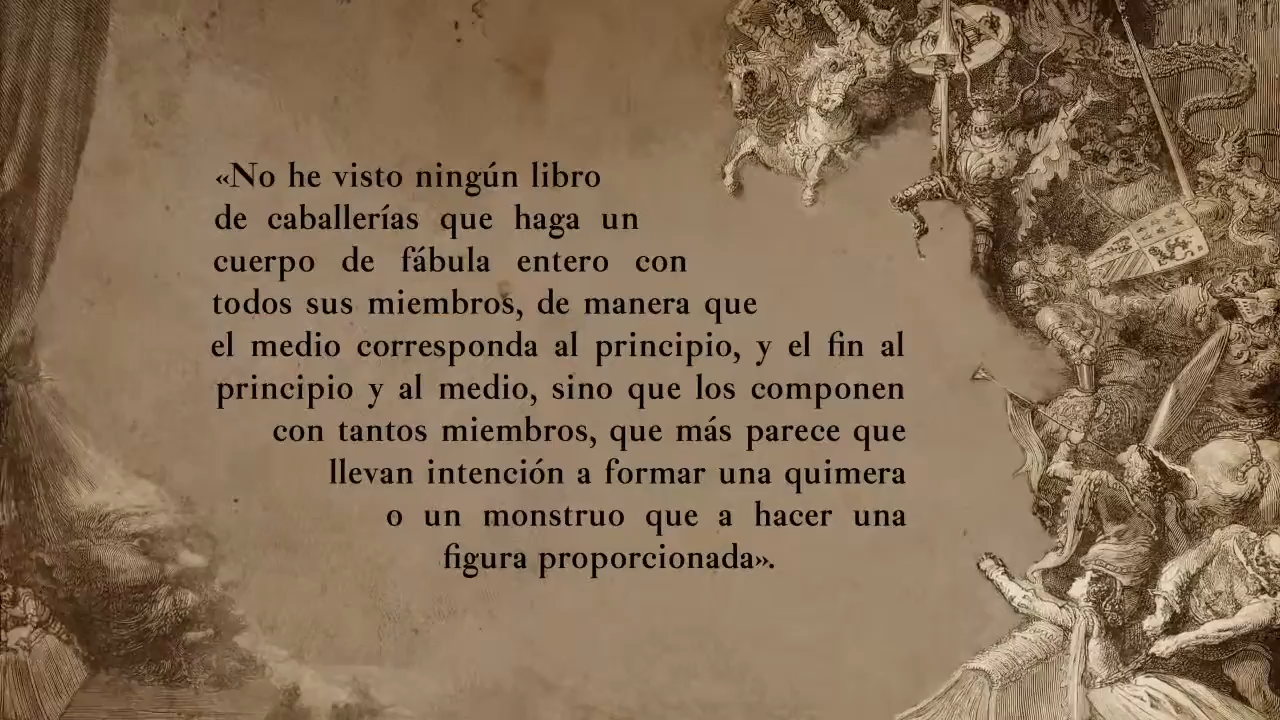 «No he visto ningún libro
de caballerías que haga un
cuerpo de fábula entero con
todos sus miembros, de manera que
el medio corresponda al principio, y el fin al
principio y al medio, sino que los componen
con tantos miembros, que más parece que
llevan intención a formar una quimera
o un monstruo que a hacer una
figura proporcionada».